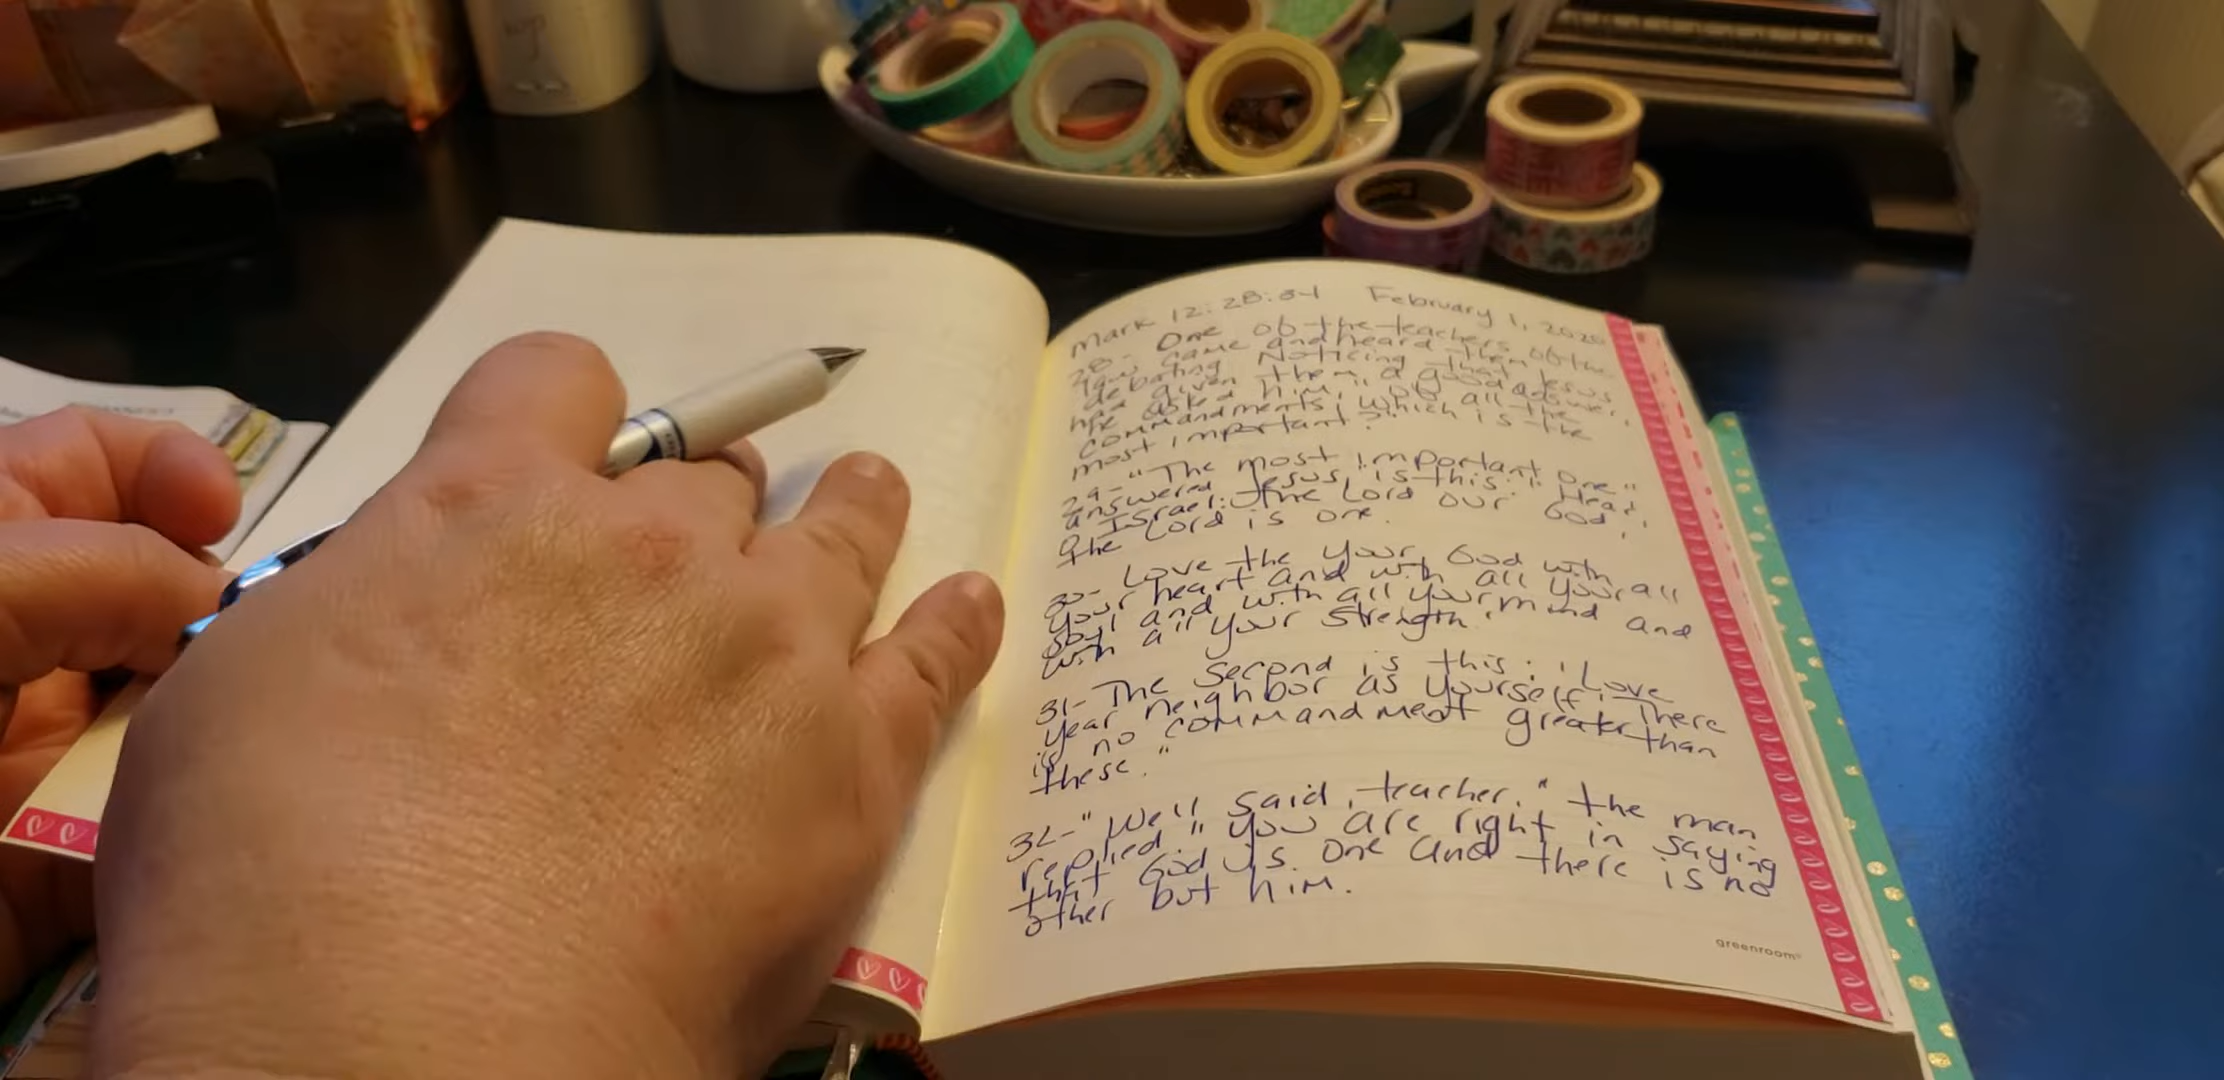 Mark 12:28:34 February 1, 2020
28- One of the teachers of the
law came and heard them
debating Noticing that Jesus
had given them a good answer,
he asked him, "of all the
commandments, which is the
most important?"
29- "The most important one"
answered Jesus, is this: Hear,
O Israel: The Lord our God,
the Lord is one.
30- Love the your God with all
your heart and with all your all
soul and with all your mind and
with all your strength.
31- The second is this: 'Love
year neighbor as yourself. There
is no commandment greater than
these."
32- "Well said, teacher." the man
replied. "you are right in saying
that God is one and there is no
other but him.
greenroom